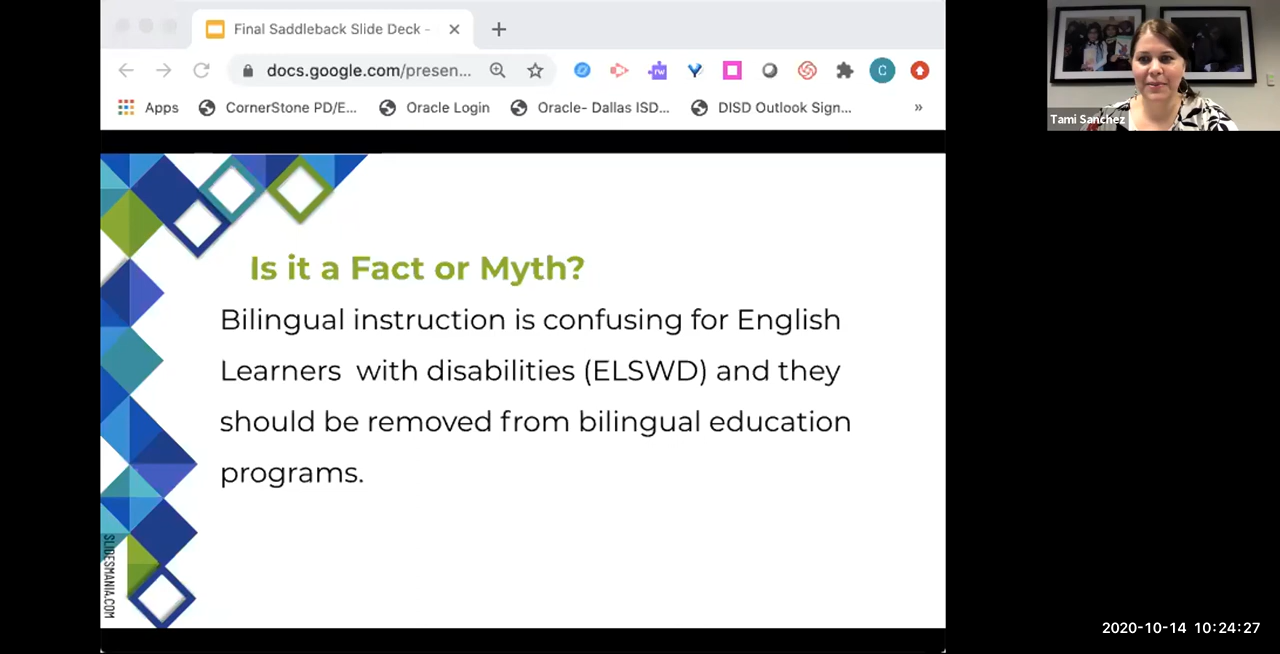 Final Saddleback Slide Deck -
docs.google.com/presen...
rw
C
Apps
CornerStone PD/E...
Oracle Login
Oracle- Dallas ISD...
DISD Outlook Sign...
»
Tami Sanchez
Is it a Fact or Myth?
Bilingual instruction is confusing for English
Learners with disabilities (ELSWD) and they
should be removed from bilingual education
programs.
SLIDESMANIA.COM
2020-10-14 10:24:27